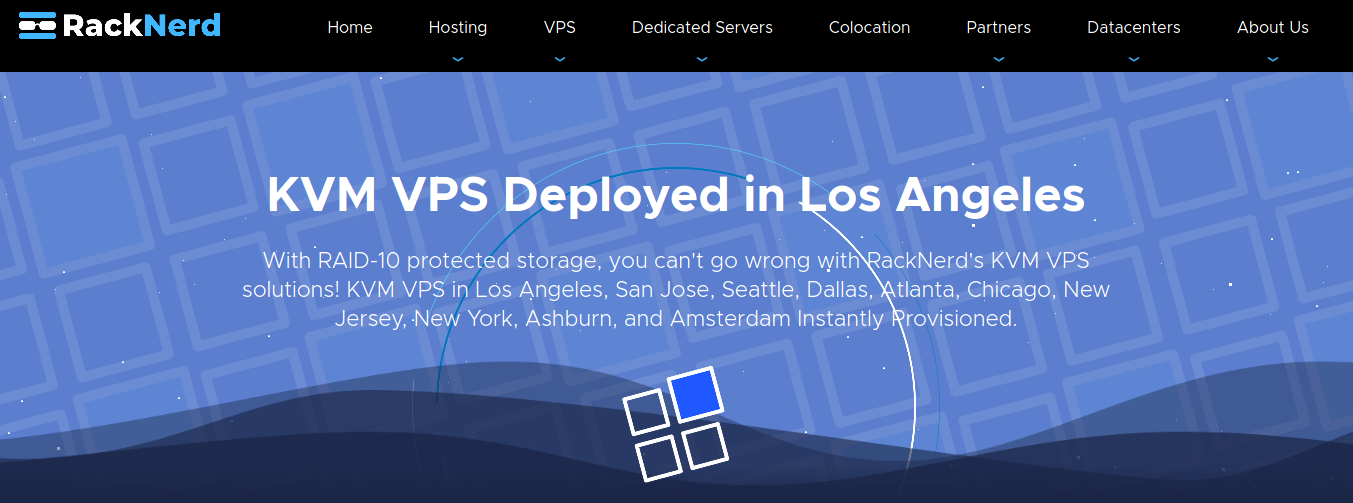 RackNerd
Home Hosting VPS Dedicated Servers Colocation Partners Datacenters About Us
KVM VPS Deployed in Los Angeles
With RAID-10 protected storage, you can't go wrong with RackNerd's KVM VPS
solutions! KVM VPS in Los Angeles, San Jose, Seattle, Dallas, Atlanta, Chicago, New
Jersey, New York, Ashburn, and Amsterdam Instantly Provisioned.